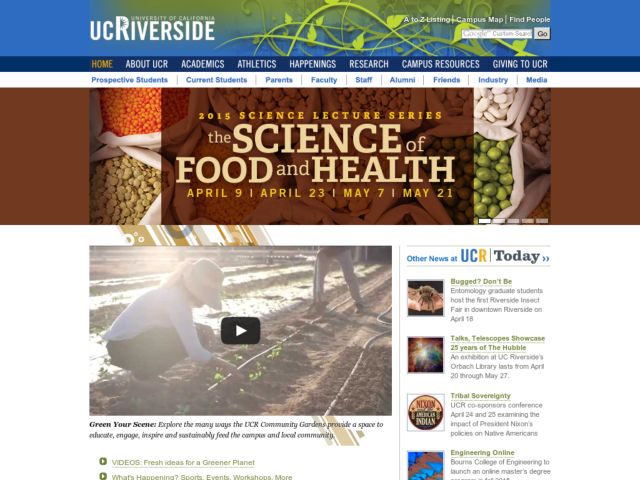 UNIVERSITY OF CALIFORNIA
UCRIVERSIDE
A to Z Listing | Campus Map | Find People
Google™ Custom Search Go
HOME ABOUT UCR ACADEMICS ATHLETICS HAPPENINGS RESEARCH CAMPUS RESOURCES GIVING TO UCR
Prospective Students Current Students Parents Faculty Staff Alumni Friends Industry Media
2015 SCIENCE LECTURE SERIES
the SCIENCE of
FOOD and HEALTH
APRIL 9 | APRIL 23 | MAY 7 | MAY 21
Other News at UCR Today ››
Bugged? Don't Be
Entomology graduate students
host the first Riverside Insect
Fair in downtown Riverside on
April 18
Talks, Telescopes Showcase
25 years of The Hubble
An exhibition at UC Riverside's
Orbach Library lasts from April
20 through May 27.
Tribal Sovereignty
UCR co-sponsors conference
April 24 and 25 examining the
impact of President Nixon's
policies on Native Americans
NIXON
AMERICAN
INDIAN
Engineering Online
Bourns College of Engineering to
launch an online master's degree
Green Your Scene: Explore the many ways the UCR Community Gardens provide a space to
educate, engage, inspire and sustainably feed the campus and local community.
VIDEOS: Fresh ideas for a Greener Planet
What's Happening? Sports, Events, Workshops, More